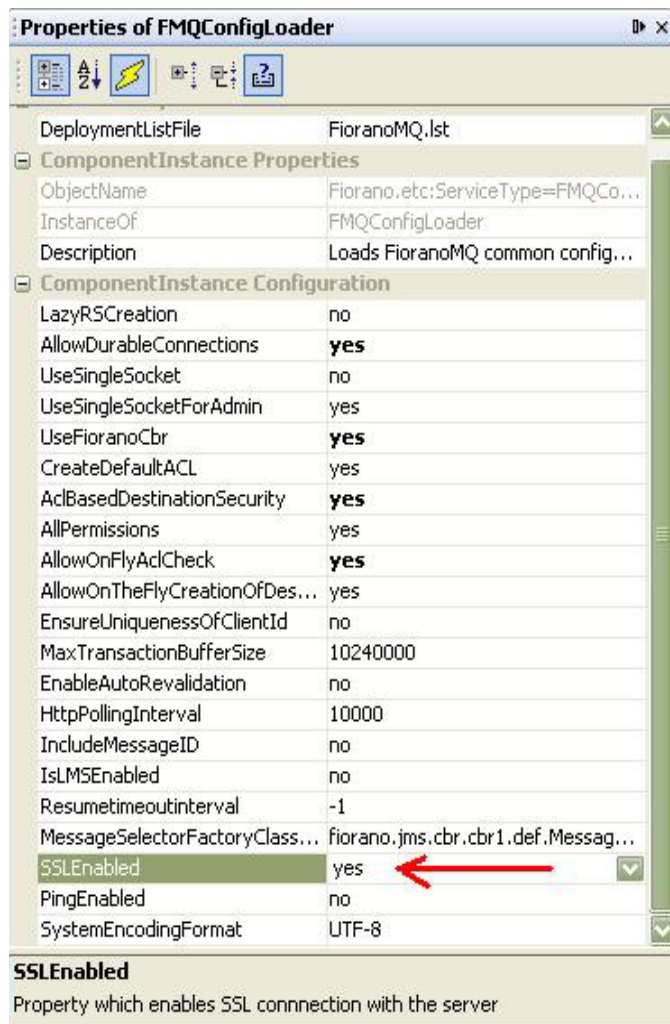 Properties of FMQConfigLoader
DeploymentListFile FioranoMQ.lst
ComponentInstance Properties
ObjectName Fiorano.etc:ServiceType=FMQCo...
InstanceOf FMQConfigLoader
Description Loads FioranoMQ common config...
ComponentInstance Configuration
LazyRSCreation no
AllowDurableConnections yes
UseSingleSocket no
UseSingleSocketForAdmin yes
UseFioranoCbr yes
CreateDefaultACL yes
AclBasedDestinationSecurity yes
AllPermissions yes
AllowOnFlyAclCheck yes
AllowOnTheFlyCreationOfDes... yes
EnsureUniquenessOfClientId no
MaxTransactionBufferSize 10240000
EnableAutoRevalidation no
HttpPollingInterval 10000
IncludeMessageID no
IsLMSEnabled no
Resumetimeoutinterval -1
MessageSelectorFactoryClass... fiorano.jms.cbr.cbr1.def.Messag...
SSLEnabled yes
PingEnabled no
SystemEncodingFormat UTF-8
SSLEnabled
Property which enables SSL connnection with the server